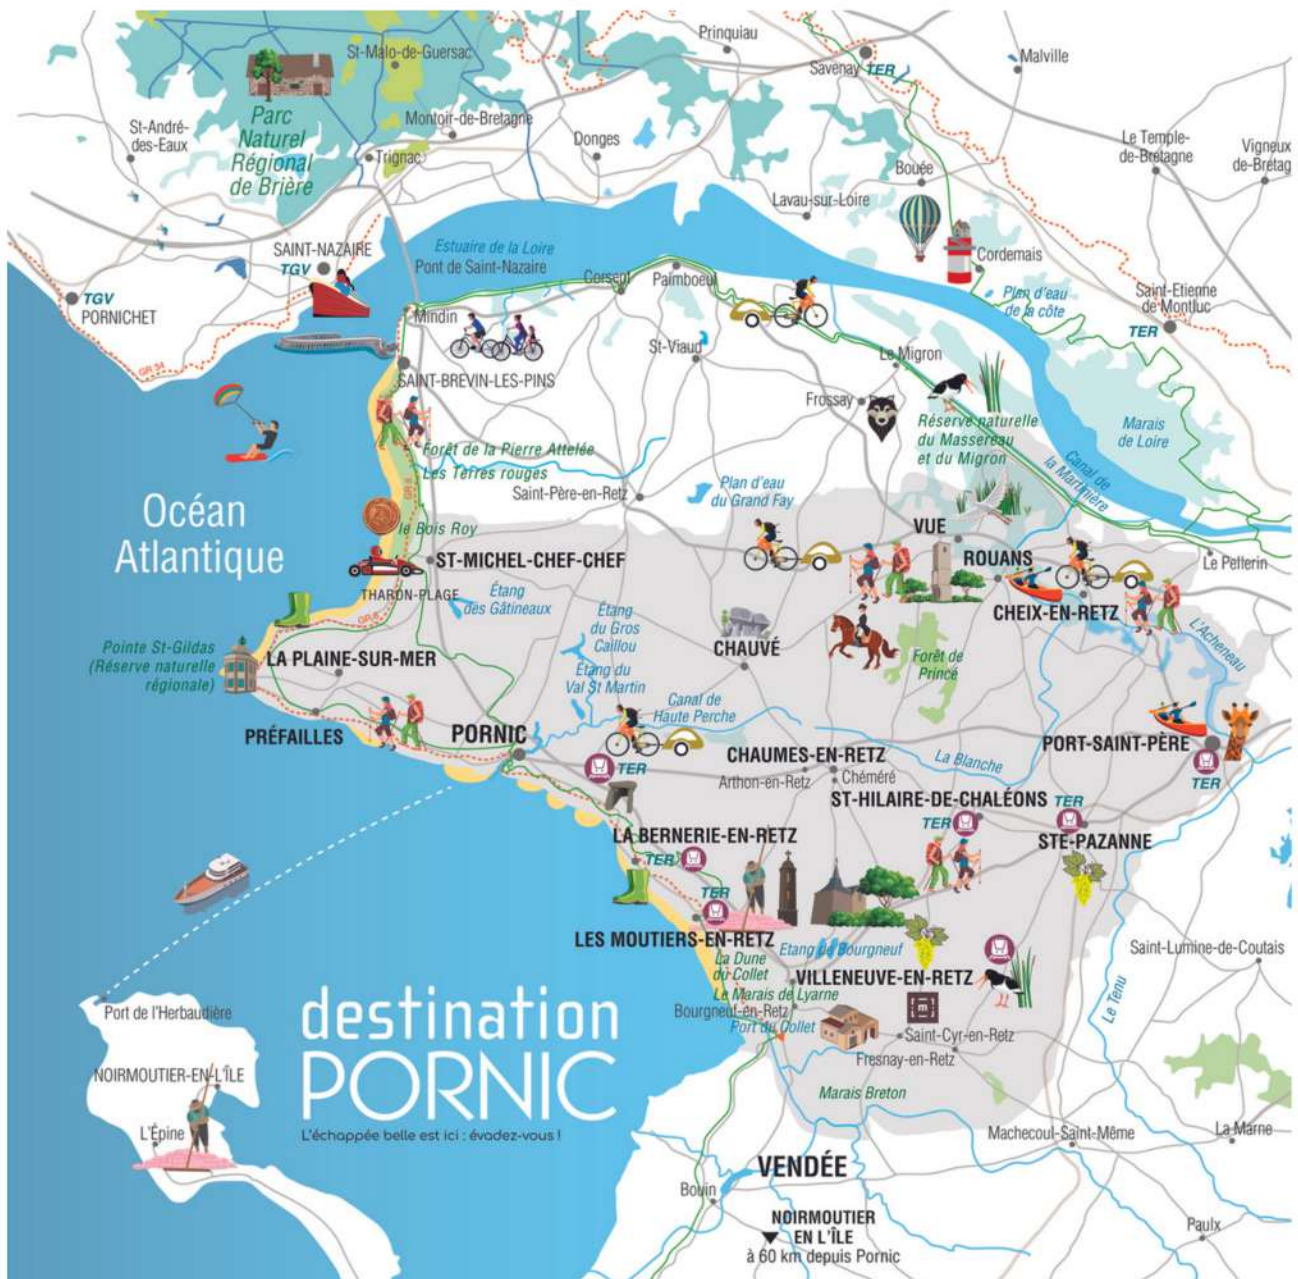 Prinquiau
St-Malo-de-Guersac
Savenay TER
Malville
Parc
Naturel
Régional
de Brière
St-André-
des-Eaux
Montoir-de-Bretagne
Trignac
Donges
Le Temple-
de-Bretagne
Vigneux
de-Bretag
Bouée
Lavau-sur-Loire
SAINT-NAZAIRE
TGV
Estuaire de la Loire
Pont de Saint-Nazaire
Cordemais
Corsept
Paimboeuf
TGV
PORNICHET
Plan d'eau
de la côte
Saint-Etienne
de Montluc
TER
Mindin
GR 34
St-Viaud
Le Migron
SAINT-BREVIN-LES-PINS
Frossay
Réserve naturelle
du Massereau
et du Migron
Marais
de Loire
Forêt de la Pierre Attelée
Les Terres rouges
Canal de
la Martinière
GR 8
Saint-Père-en-Retz
Plan d'eau
du Grand Fay
Océan
Atlantique
le Bois Roy
VUE
ROUANS
Le Pellerin
ST-MICHEL-CHEF-CHEF
THARON-PLAGE
Étang
des Gâtineaux
CHEIX-EN-RETZ
GR 8
Étang
du Gros
Caillou
L'Acheneau
Pointe St-Gildas
(Réserve naturelle
régionale)
LA PLAINE-SUR-MER
CHAUVÉ
Forêt de
Princé
Étang du
Val St Martin
Canal de
Haute Perche
PRÉFAILLES
PORNIC
PORT-SAINT-PÈRE
CHAUMES-EN-RETZ
La Blanche
TER
Arthon-en-Retz
Chéméré
TER
ST-HILAIRE-DE-CHALÉONS
TER
TER
STE-PAZANNE
LA BERNERIE-EN-RETZ
TER
TER
LES MOUTIERS-EN-RETZ
Etang de Bourgneuf
La Dune
du Collet
VILLENEUVE-EN-RETZ
Saint-Lumine-de-Coutais
Le Marais de Lyarne
Bourgneuf-en-Retz
Port du Collet
Le Tenu
Port de l'Herbaudière
destination
PORNIC
L'échappée belle est ici : évadez-vous !
Saint-Cyr-en-Retz
Fresnay-en-Retz
NOIRMOUTIER-EN-L'ÎLE
Marais Breton
L'Épine
Machecoul-Saint-Même
La Marne
VENDÉE
Bouin
NOIRMOUTIER
EN L'ÎLE
à 60 km depuis Pornic
Paulx